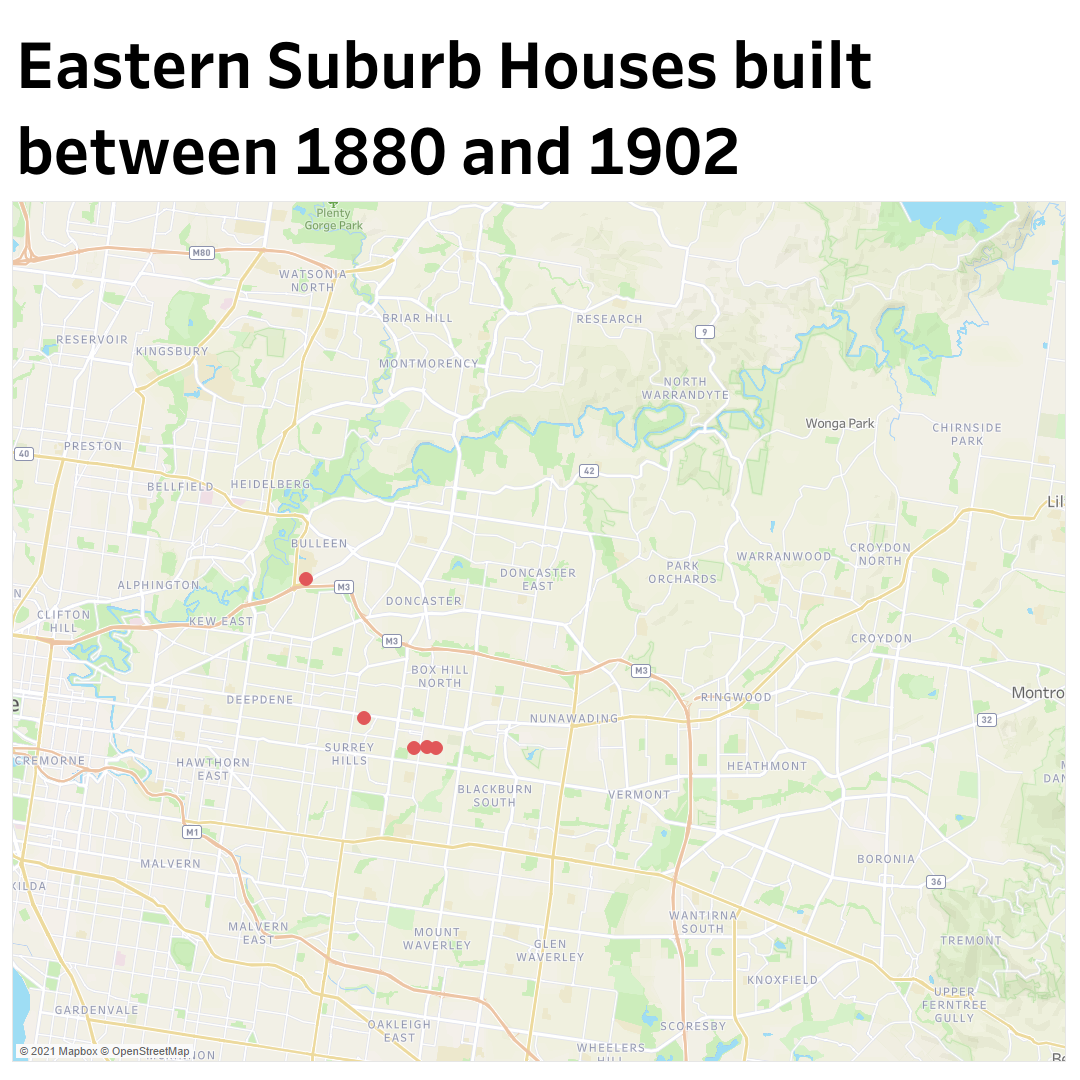 Eastern Suburb Houses built
between 1880 and 1902
Plenty
Gorge Park
M80
WATSONIA
NORTH
BRIAR HILL
RESEARCH
9
RESERVOIR
KINGSBURY
MONTMORENCY
NORTH
WARRANDYTE
Wonga Park
CHIRNSIDE
PARK
PRESTON
40
42
BELLFIELD
HEIDELBERG
Lil
BULLEEN
CROYDON
NORTH
WARRANWOOD
PARK
ORCHARDS
DONCASTER
EAST
ALPHINGTON
M3
N
DONCASTER
CLIFTON
HILL
KEW EAST
M3
CROYDON
BOX HILL
NORTH
M3
Montro
DEEPDENE
RINGWOOD
e
NUNAWADING
32
SURREY
HILLS
CREMORNE
HAWTHORN
EAST
HEATHMONT
DAN
BLACKBURN
SOUTH
VERMONT
M1
MALVERN
BORONIA
KILDA
36
WANTIRNA
SOUTH
MALVERN
EAST
MOUNT
WAVERLEY
GLEN
WAVERLEY
TREMONT
KNOXFIELD
UPPER
FERNTREE
GULLY
GARDENVALE
OAKLEIGH
EAST
SCORESBY
WHEELERS
HILL
© 2021 Mapbox © OpenStreetMap